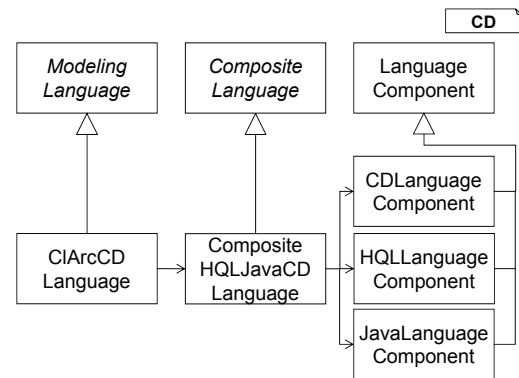 CD
Modeling
Language
Composite
Language
Language
Component
CDLanguage
Component
ClArcCD
Language
Composite
HQLJavaCD
Language
HQLLanguage
Component
JavaLanguage
Component